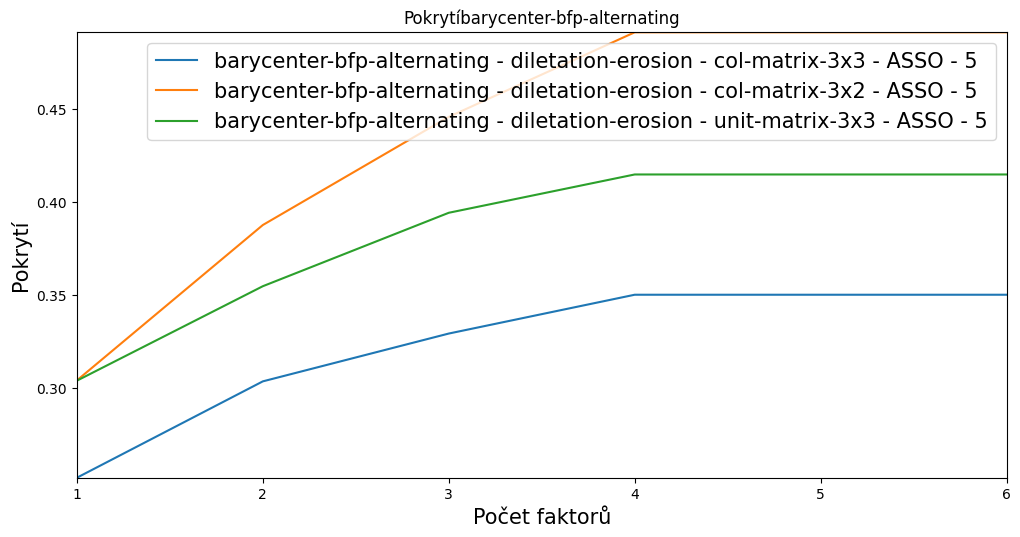 Pokrytíbarycenter-bfp-alternating
barycenter-bfp-alternating - diletation-erosion - col-matrix-3x3 - ASSO - 5
barycenter-bfp-alternating - diletation-erosion - col-matrix-3x2 - ASSO - 5
barycenter-bfp-alternating - diletation-erosion - unit-matrix-3x3 - ASSO - 5
Pokrytí
0.45
0.40
0.35
0.30
1 2 3 4 5 6
Počet faktorů